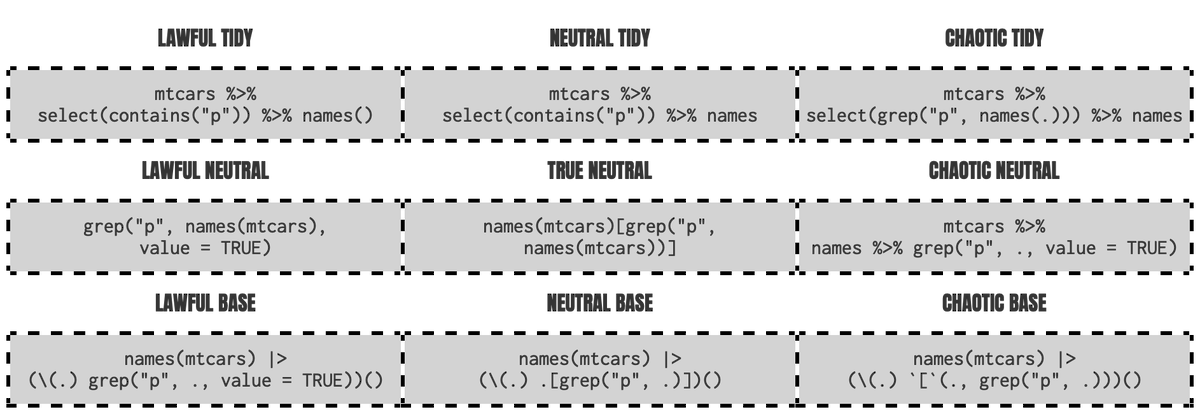 LAWFUL TIDY
NEUTRAL TIDY
CHAOTIC TIDY
mtcars %>%
select(contains("p")) %>% names()
mtcars %>%
select(contains("p")) %>% names
mtcars %>%
select(grep("p", names(.))) %>% names
LAWFUL NEUTRAL
TRUE NEUTRAL
CHAOTIC NEUTRAL
grep("p", names(mtcars),
value = TRUE)
names(mtcars)[grep("p",
names(mtcars))]
mtcars %>%
names %>% grep("p", ., value = TRUE)
LAWFUL BASE
NEUTRAL BASE
CHAOTIC BASE
names(mtcars) |>
(\(.) grep("p", ., value = TRUE))()
names(mtcars) |>
(\(.) .[grep("p", .)])()
names(mtcars) |>
(\(.) `[`(., grep("p", .)))()